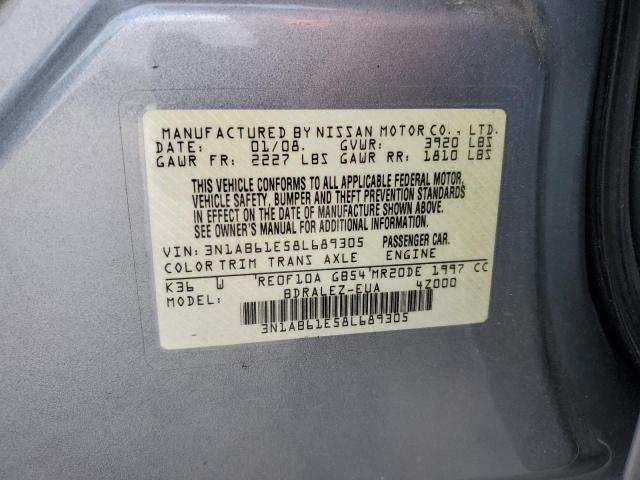 MANUFACTURED BY NISSAN MOTOR CO., LTD.
DATE: 01/08. GVWR: 3920 LBS
GAWR FR: 2227 LBS GAWR RR: 1810 LBS
THIS VEHICLE CONFORMS TO ALL APPLICABLE FEDERAL MOTOR
VEHICLE SAFETY, BUMPER AND THEFT PREVENTION STANDARDS
IN EFFECT ON THE DATE OF MANUFACTURE SHOWN ABOVE.
SEE OWNER'S MANUAL FOR ADDITIONAL INFORMATION.
VIN: 3N1AB61E58L689305 PASSENGER CAR.
COLOR TRIM TRANS AXLE ENGINE
K36 W 'RE0F10A GB54'MR20DE 1997 CC
MODEL: BDRALEZ-EUA 4Z000
3N1AB61E58L689305